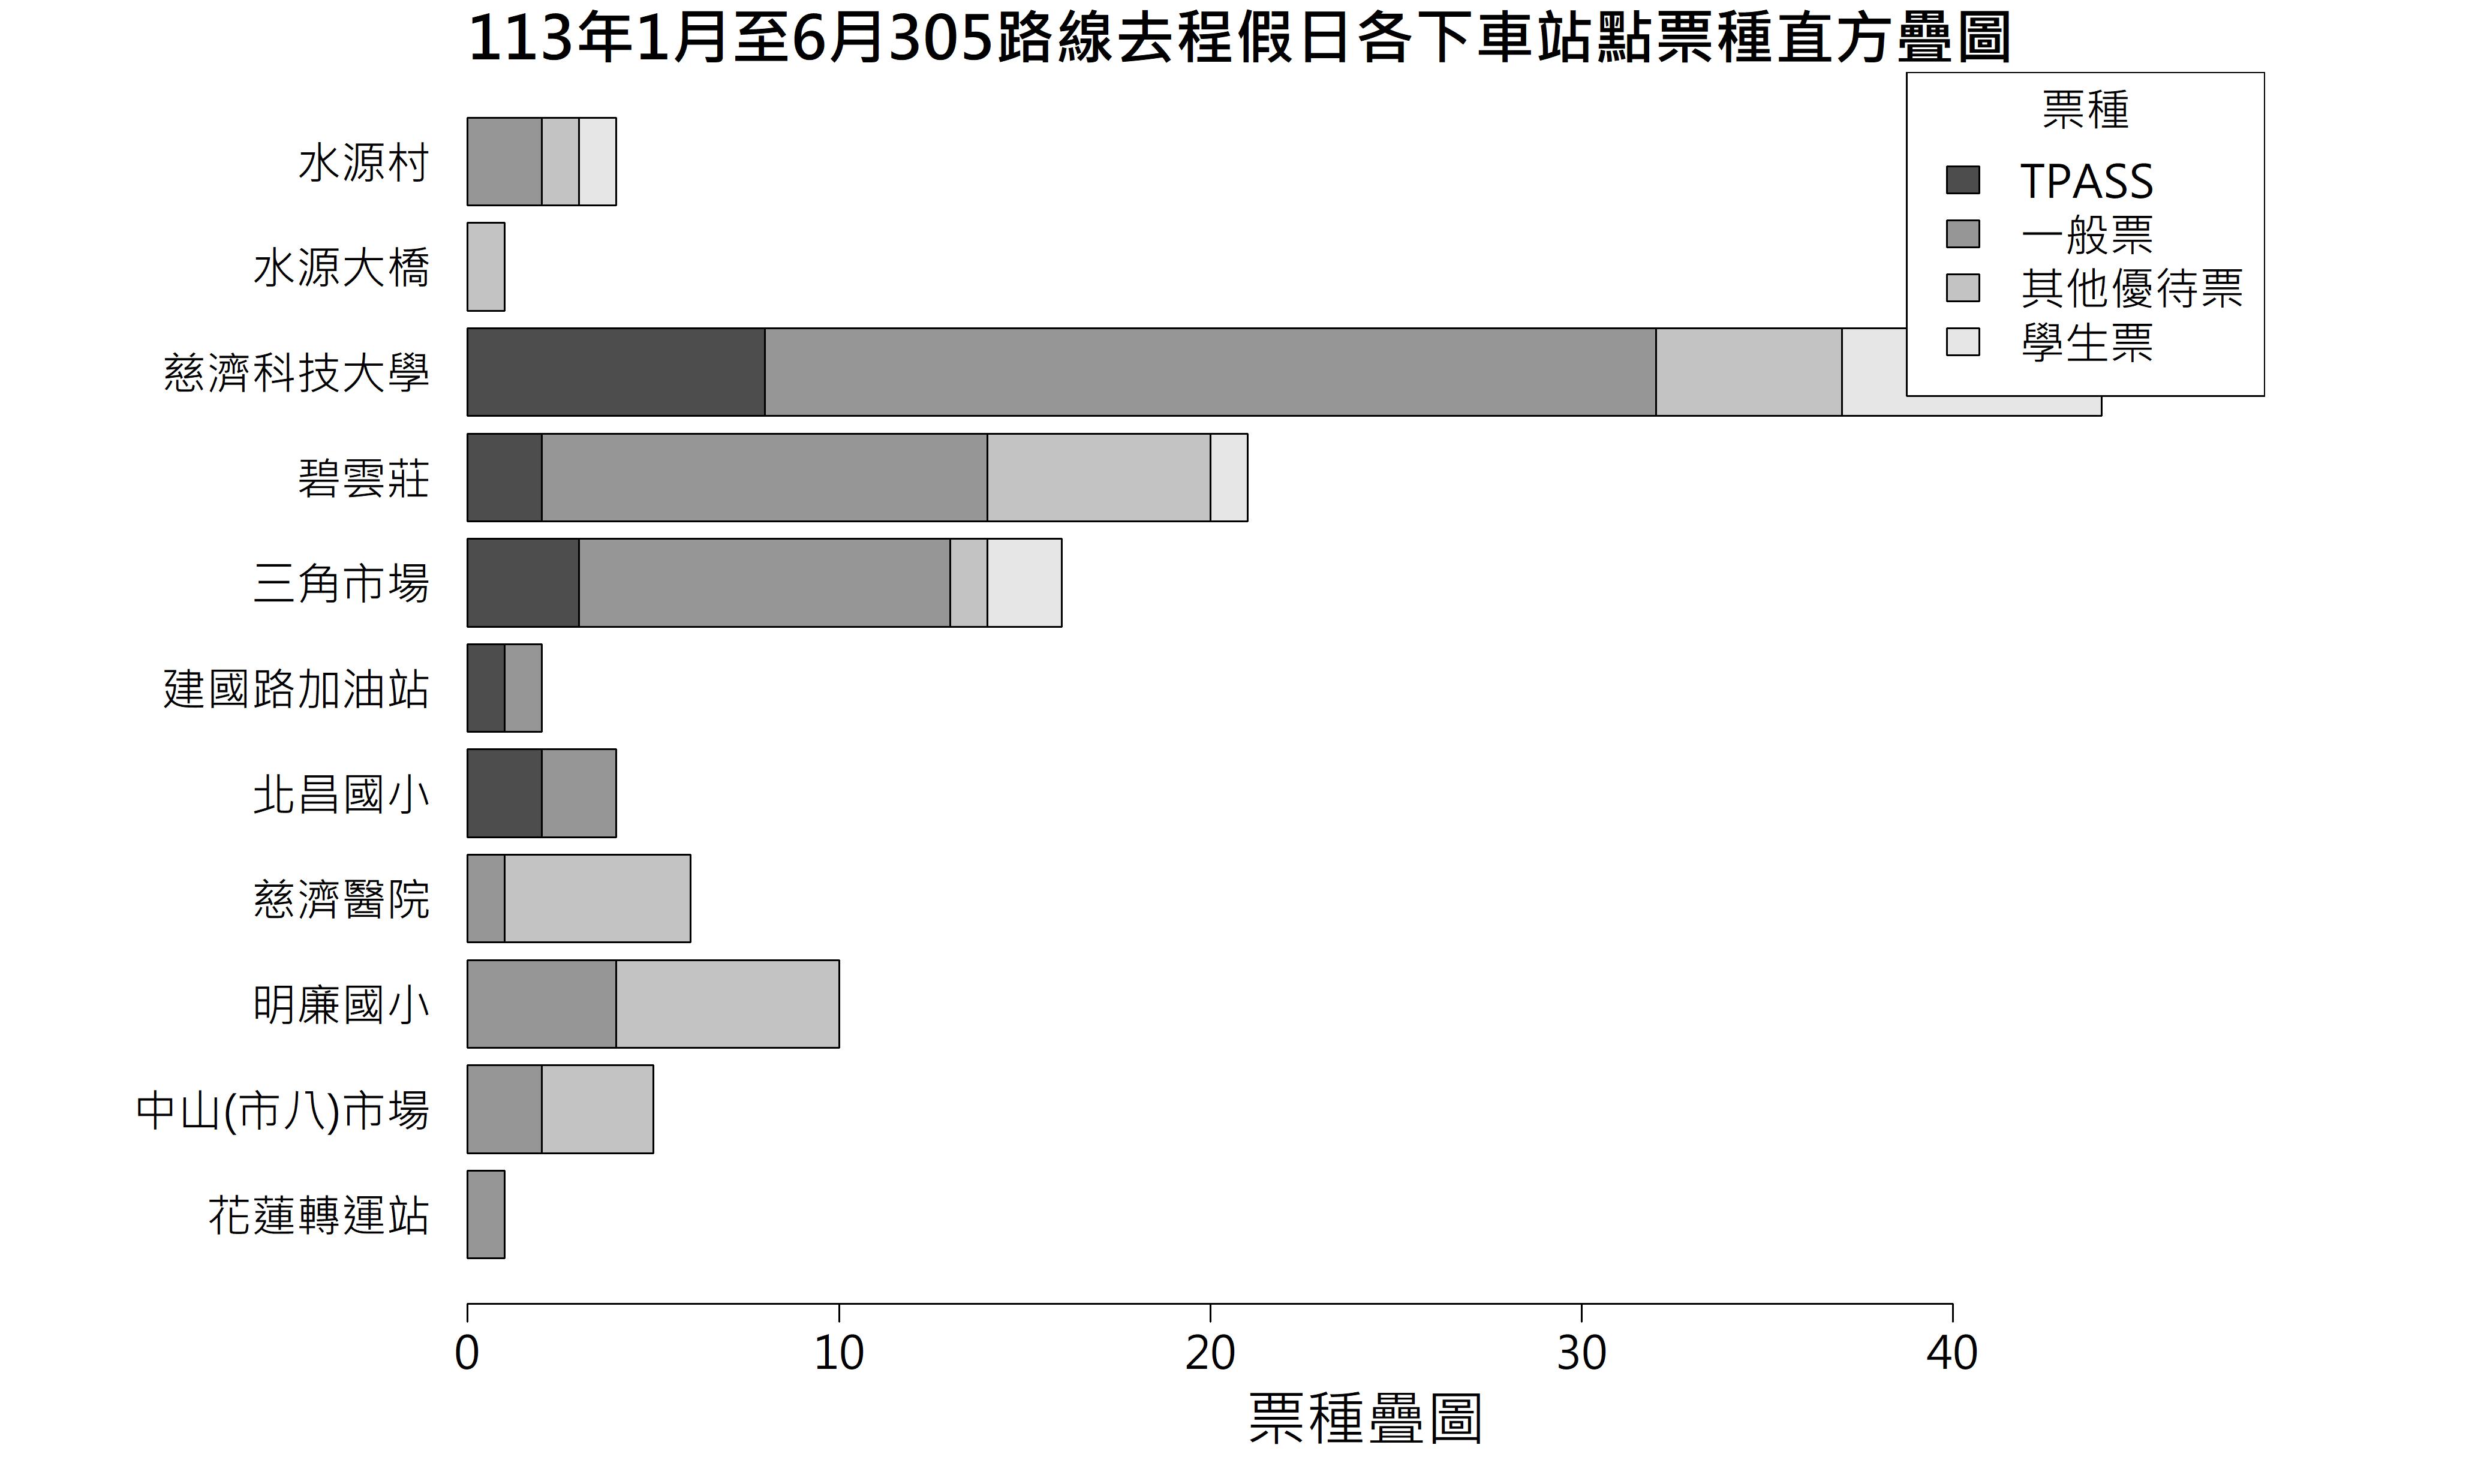 113年1月至6月305路線去程假日各下車站點票種直方疊圖
票種
TPASS
一般票
其他優待票
學生票
水源村
水源大橋
慈濟科技大學
碧雲莊
三角市場
建國路加油站
北昌國小
慈濟醫院
明廉國小
中山(市八)市場
花蓮轉運站
0 10 20 30 40
票種疊圖